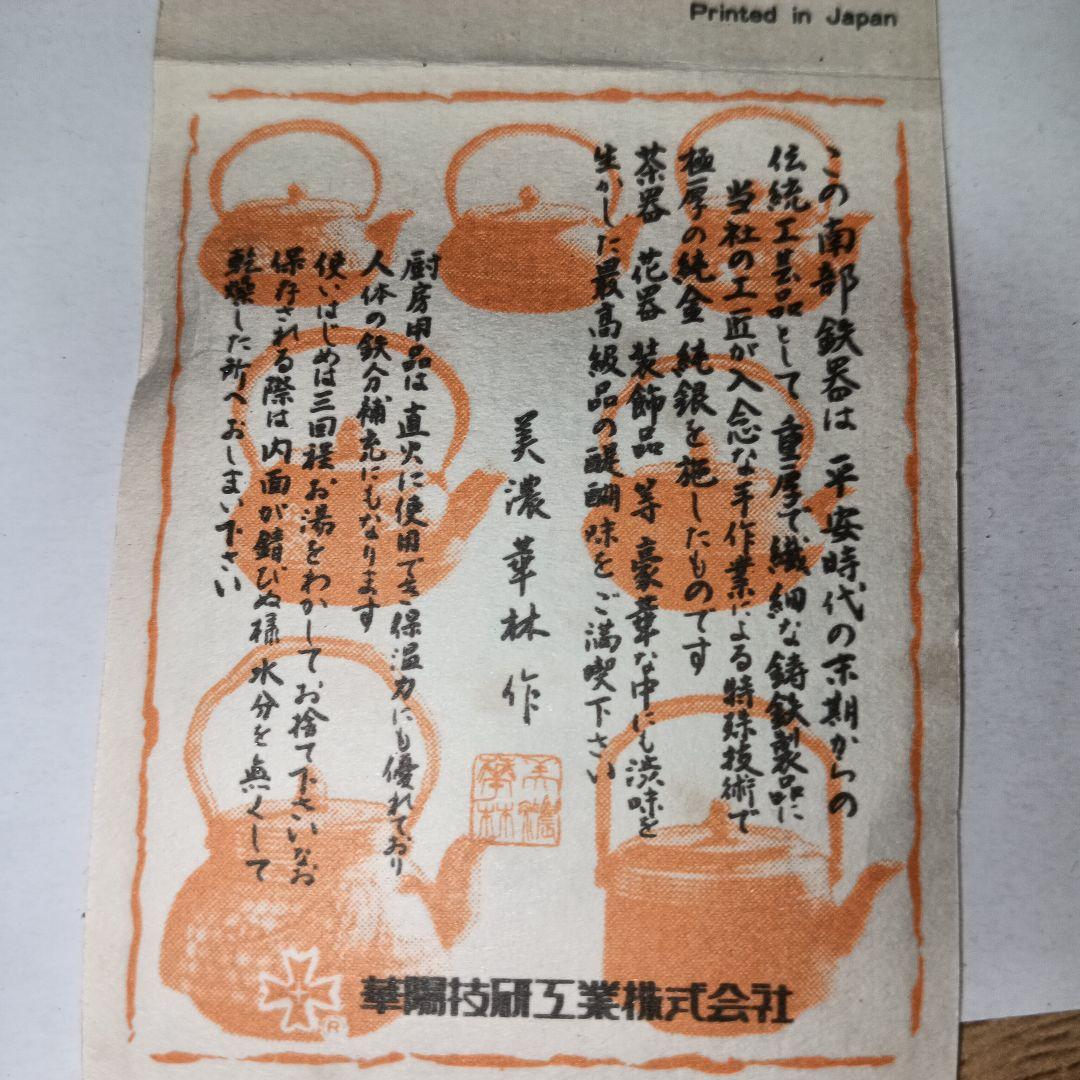 Printed in Japan
この南部鉄器は 平安時代の末期からの
伝統工芸品として 重厚で繊細な鋳鉄製品に
当社の工匠が入念な手作業による特殊技術で
極厚の純金 純銀を施したものです
茶器 花器 装飾品 等 豪華な中にも渋味を
生かした最高級品の醍醐味をご満喫下さい
美濃華林作
美濃華林
厨房用品は 直火に使用でき 保温力にも優れており
人体の鉄分補充にもなります
使いはじめは三回程お湯をわかして お捨て下さい なお
保存される際は内面が錆びぬ様 水分を無くして
乾燥した所へおしまい下さい
華陽技研工業株式会社
R